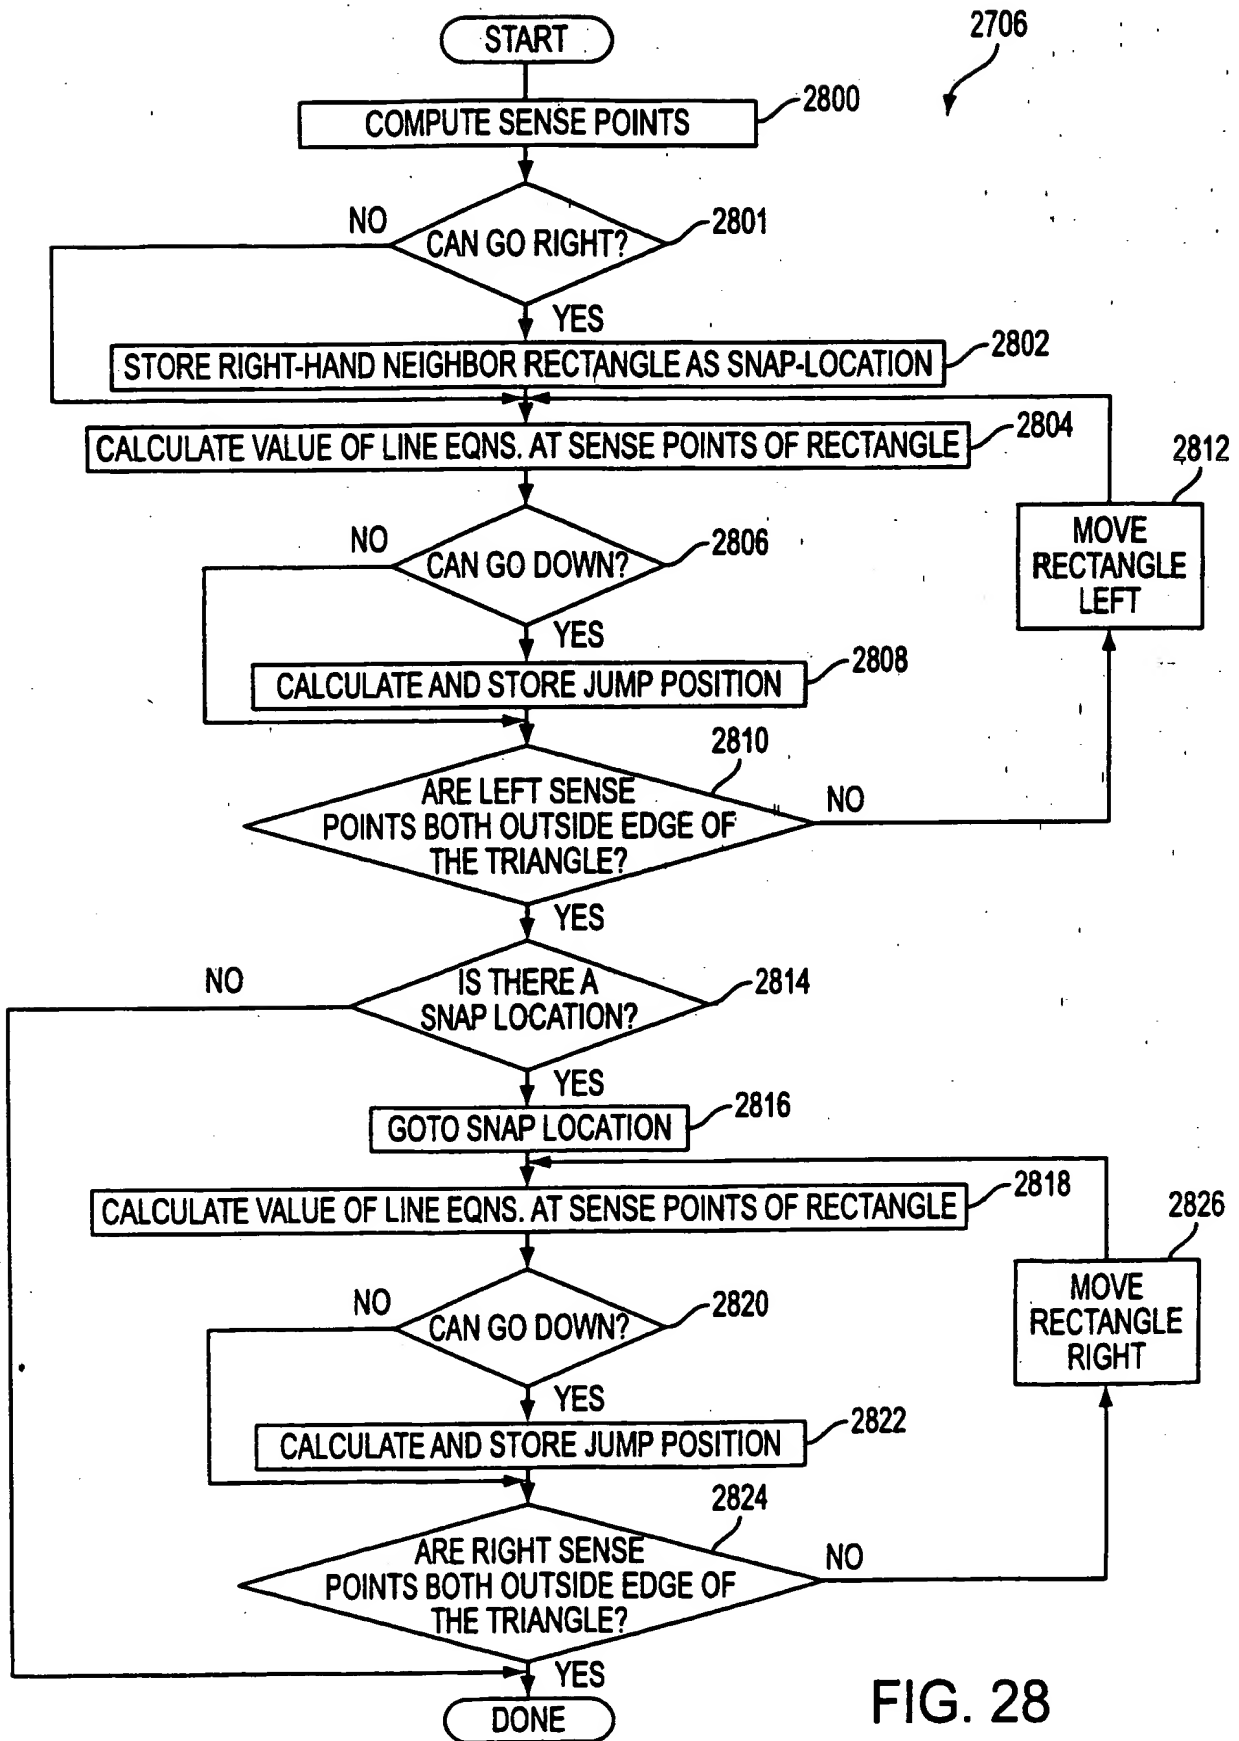 2706
START
COMPUTE SENSE POINTS
2800
NO
CAN GO RIGHT?
2801
YES
STORE RIGHT-HAND NEIGHBOR RECTANGLE AS SNAP-LOCATION
2802
CALCULATE VALUE OF LINE EQNS. AT SENSE POINTS OF RECTANGLE
2804
2812
MOVE
RECTANGLE
LEFT
NO
CAN GO DOWN?
2806
YES
CALCULATE AND STORE JUMP POSITION
2808
2810
ARE LEFT SENSE
POINTS BOTH OUTSIDE EDGE OF
THE TRIANGLE?
NO
YES
NO
IS THERE A
SNAP LOCATION?
2814
YES
GOTO SNAP LOCATION
2816
CALCULATE VALUE OF LINE EQNS. AT SENSE POINTS OF RECTANGLE
2818
2826
MOVE
RECTANGLE
RIGHT
NO
CAN GO DOWN?
2820
YES
CALCULATE AND STORE JUMP POSITION
2822
2824
ARE RIGHT SENSE
POINTS BOTH OUTSIDE EDGE OF
THE TRIANGLE?
NO
YES
DONE
FIG. 28